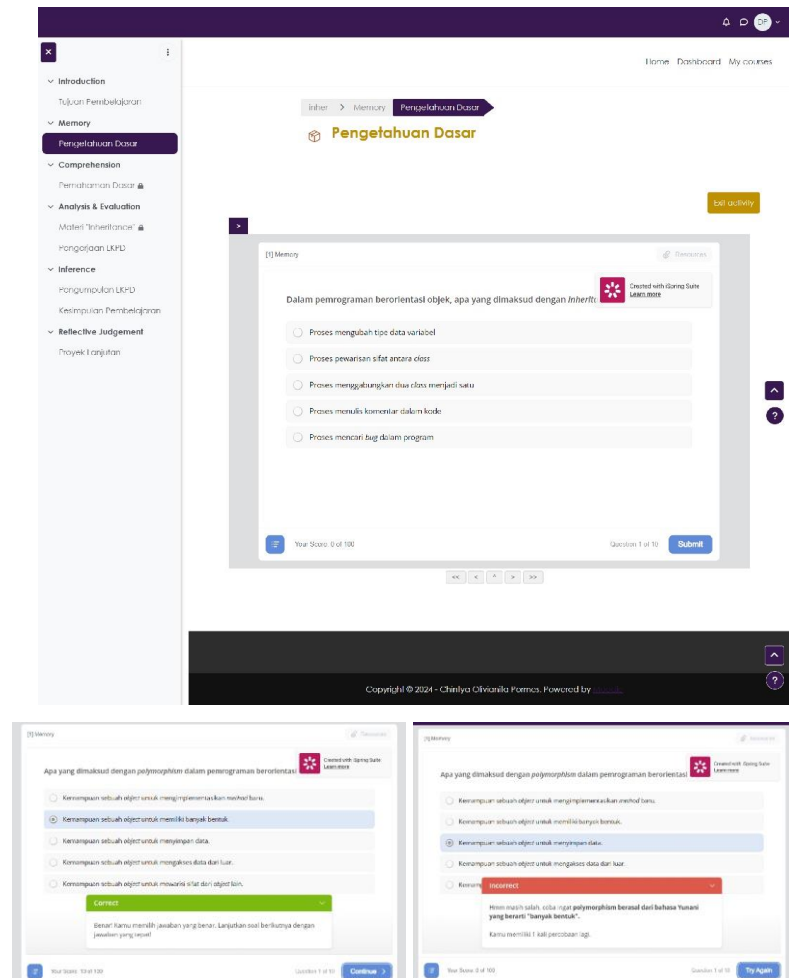 DP
Home Dashboard My courses
Introduction
Tujuan Pembelajaran
Memory
Pengetahuan Dasar
Comprehension
Pemahaman Dasar
Analysis & Evaluation
Materi "Inheritance"
Pengerjaan LKPD
Inference
Pengumpulan LKPD
Kesimpulan Pembelajaran
Reflective Judgement
Proyek Lanjutan
inher > Memory Pengetahuan Dasar
Pengetahuan Dasar
Exit activity
>
[1] Memory
Resources
Created with iSpring Suite
Learn more
Dalam pemrograman berorientasi objek, apa yang dimaksud dengan
Proses mengubah tipe data variabel
Proses pewarisan sifat antara class
Proses menggabungkan dua class menjadi satu
Proses menulis komentar dalam kode
Proses mencari bug dalam program
Your Score: 0 of 100
Question 1 of 10
Submit
<< < ^ > >>
?
?
Copyright © 2024 - Chintya Olivianila Pormes. Powered by
[1] Memory
Resources
Created with iSpring Suite
Learn more
Apa yang dimaksud dengan polymorphism dalam pemrograman berorientasi
Kemampuan sebuah object untuk mengimplementasikan method baru.
Kemampuan sebuah object untuk memiliki banyak bentuk.
Kemampuan sebuah object untuk menyimpan data.
Kemampuan sebuah object untuk mengakses data dari luar.
Kemampuan sebuah object untuk mewarisi sifat dari object lain.
Correct
Benar! Kamu memilih jawaban yang benar. Lanjutkan soal berikutnya dengan
jawaban yang tepat!
Your Score: 10 of 100
Question 1 of 10
Continue >
[1] Memory
Resources
Created with iSpring Suite
Learn more
Apa yang dimaksud dengan polymorphism dalam pemrograman berorientasi
Kemampuan sebuah object untuk mengimplementasikan method baru.
Kemampuan sebuah object untuk memiliki banyak bentuk.
Kemampuan sebuah object untuk menyimpan data.
Kemampuan sebuah object untuk mengakses data dari luar.
Incorrect
Hmm masih salah, coba ingat polymorphism berasal dari bahasa Yunani
yang berarti "banyak bentuk".
Kamu memiliki 1 kali percobaan lagi.
Your Score: 0 of 100
Question 1 of 10
Try Again